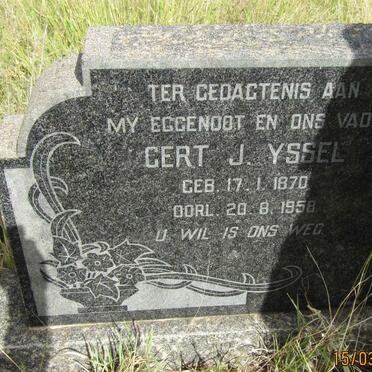 TER GEDAGTENIS AAN
MY EGGENOOT EN ONS VAD
GERT J. YSSEL
GEB. 17. 1. 1870
OORL. 20. 8. 1958
U WIL IS ONS WEG.
15/03